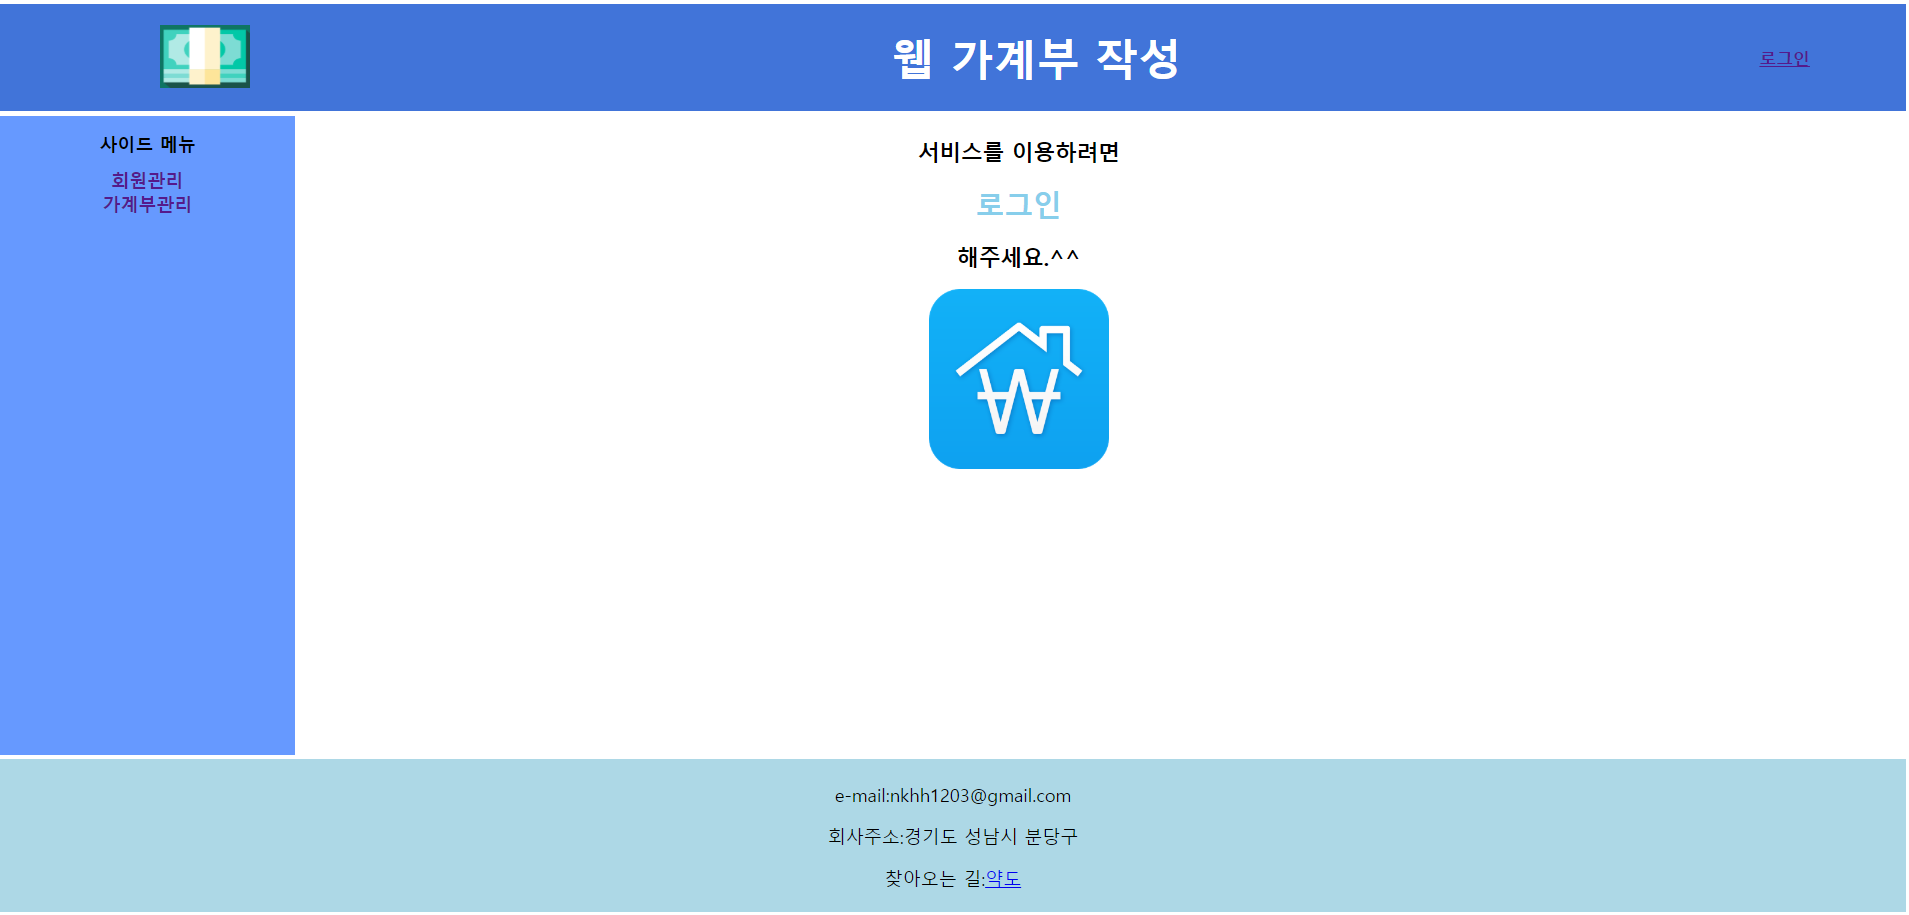 웹 가계부 작성
로그인
사이드 메뉴
회원관리
가계부관리
서비스를 이용하려면
로그인
해주세요.^^
e-mail:nkhh1203@gmail.com
회사주소:경기도 성남시 분당구
찾아오는 길:약도